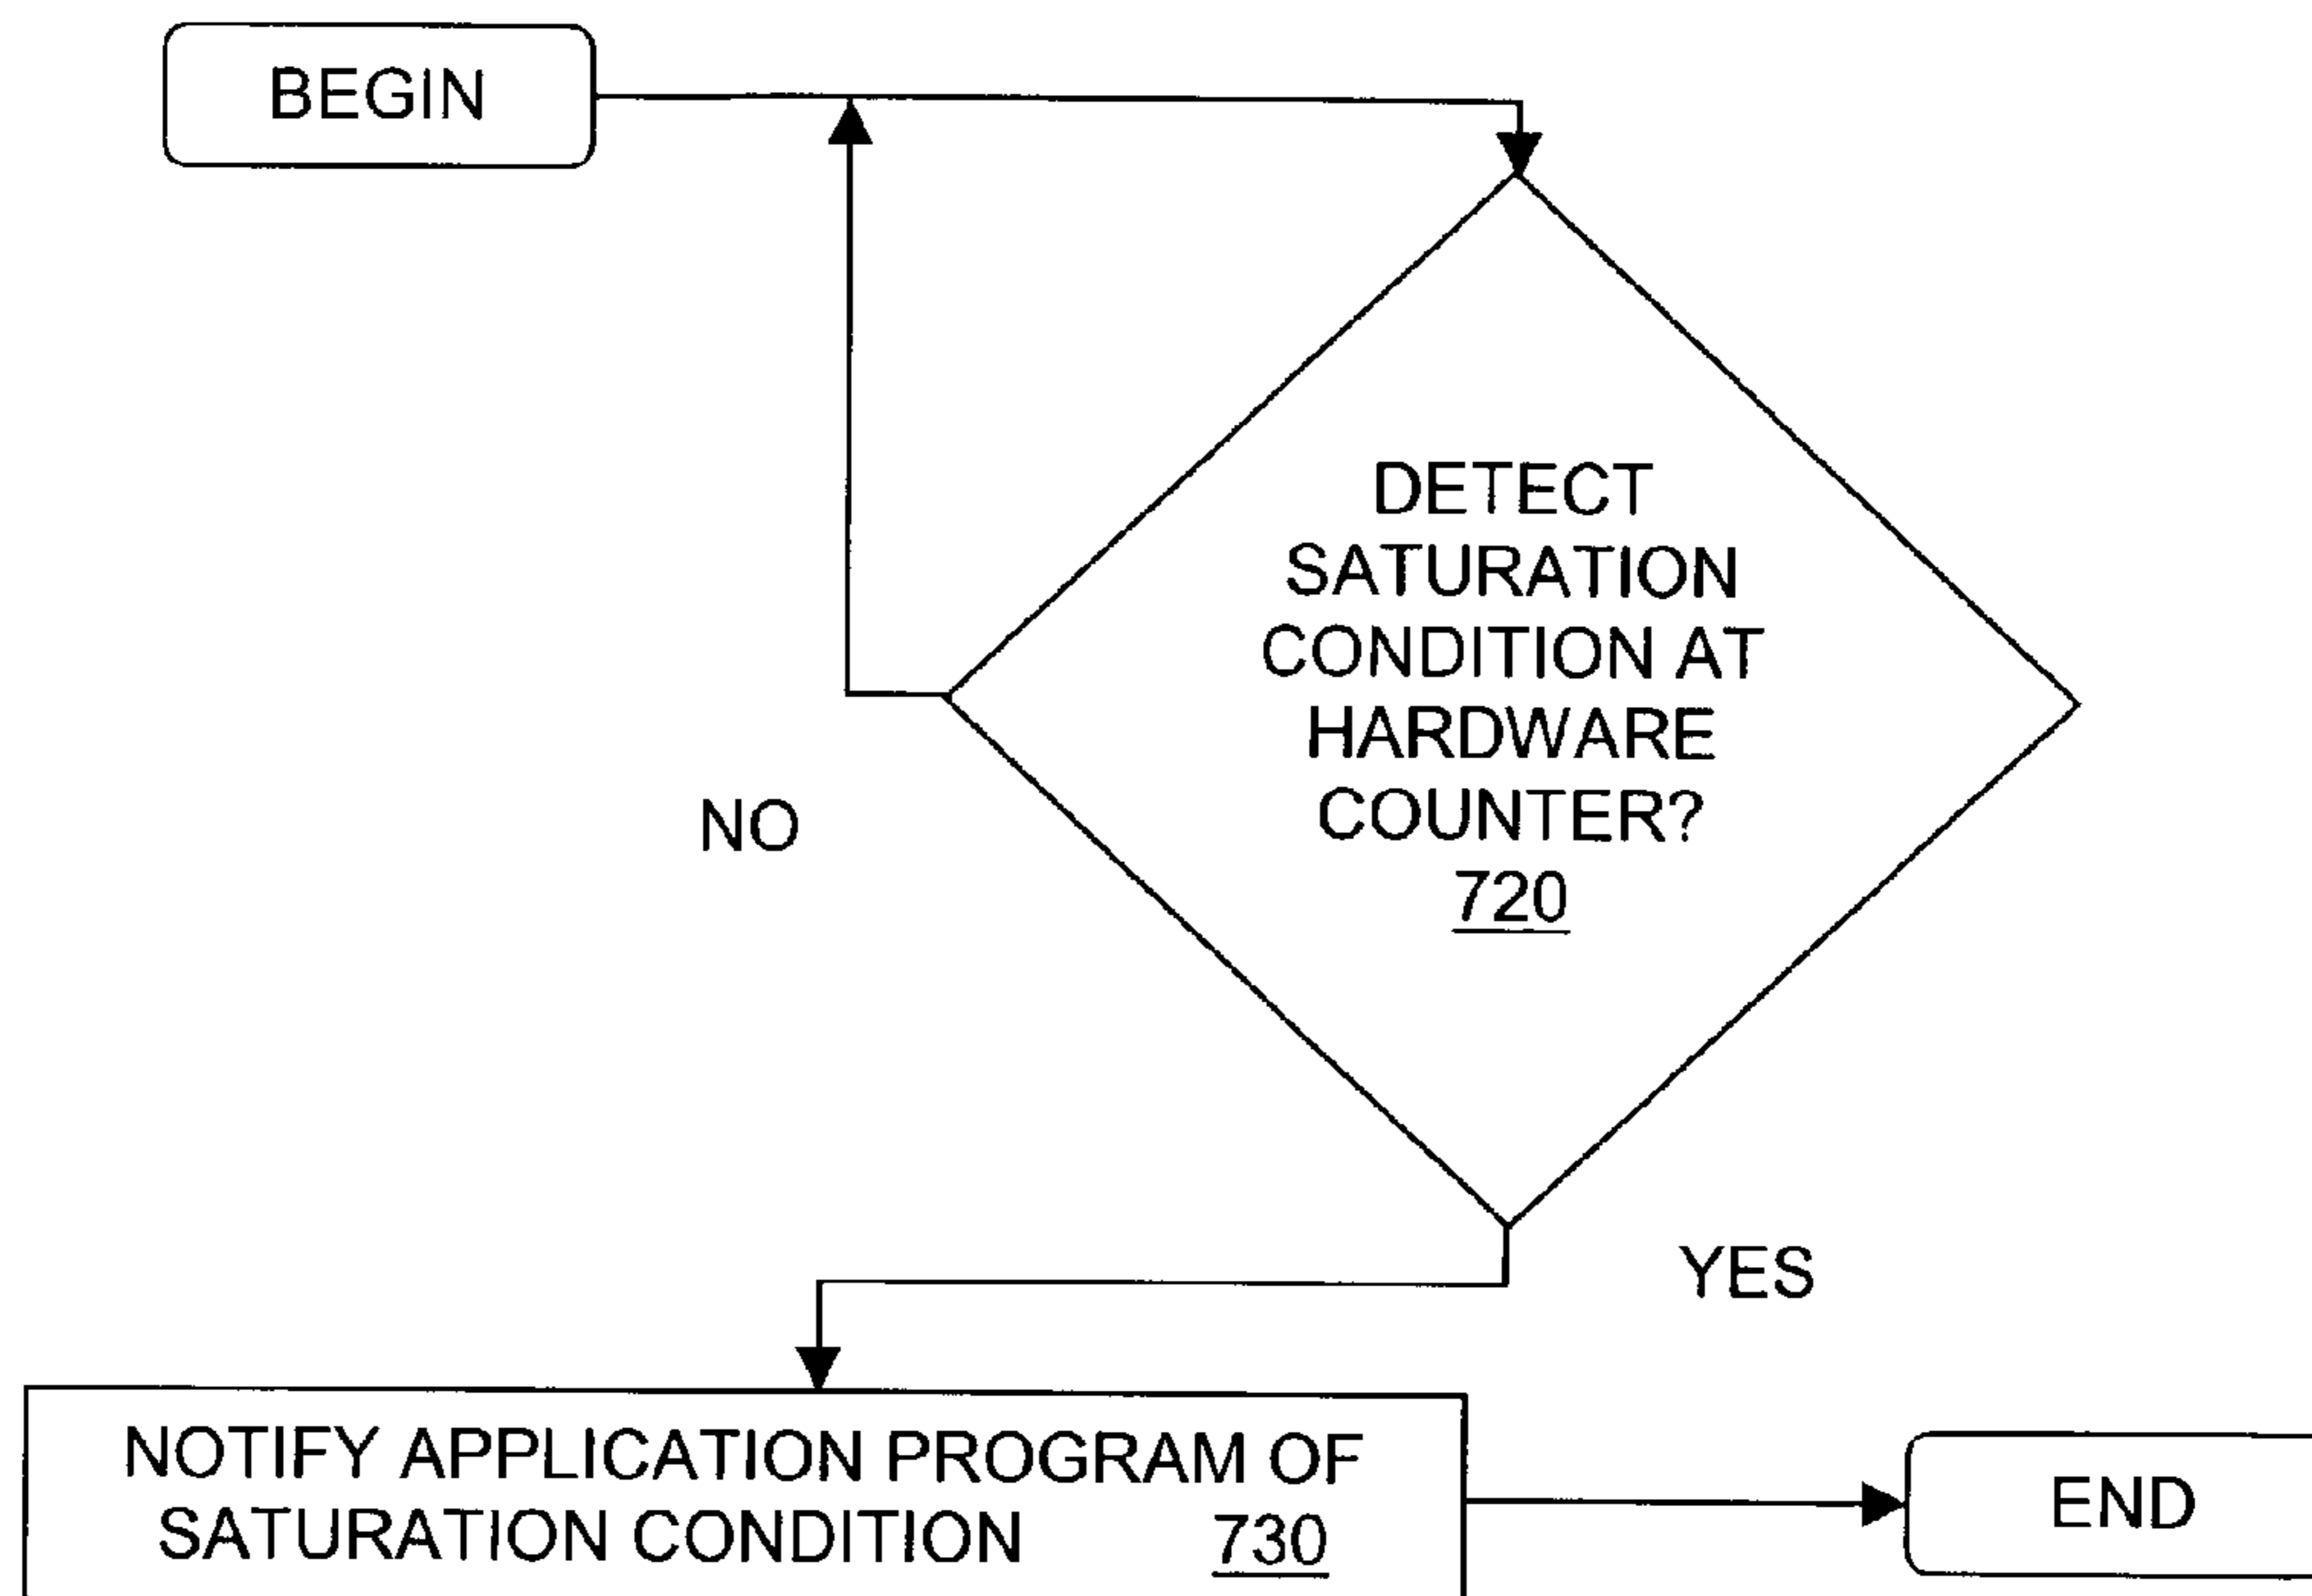 BEGIN
DETECT
SATURATION
CONDITION AT
HARDWARE
COUNTER?
720
NO
YES
NOTIFY APPLICATION PROGRAM OF
SATURATION CONDITION 730
END